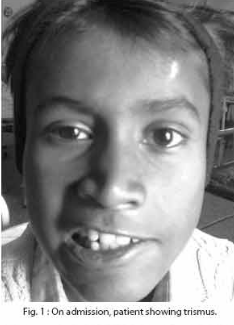 Fig. 1 : On admission, patient showing trismus.